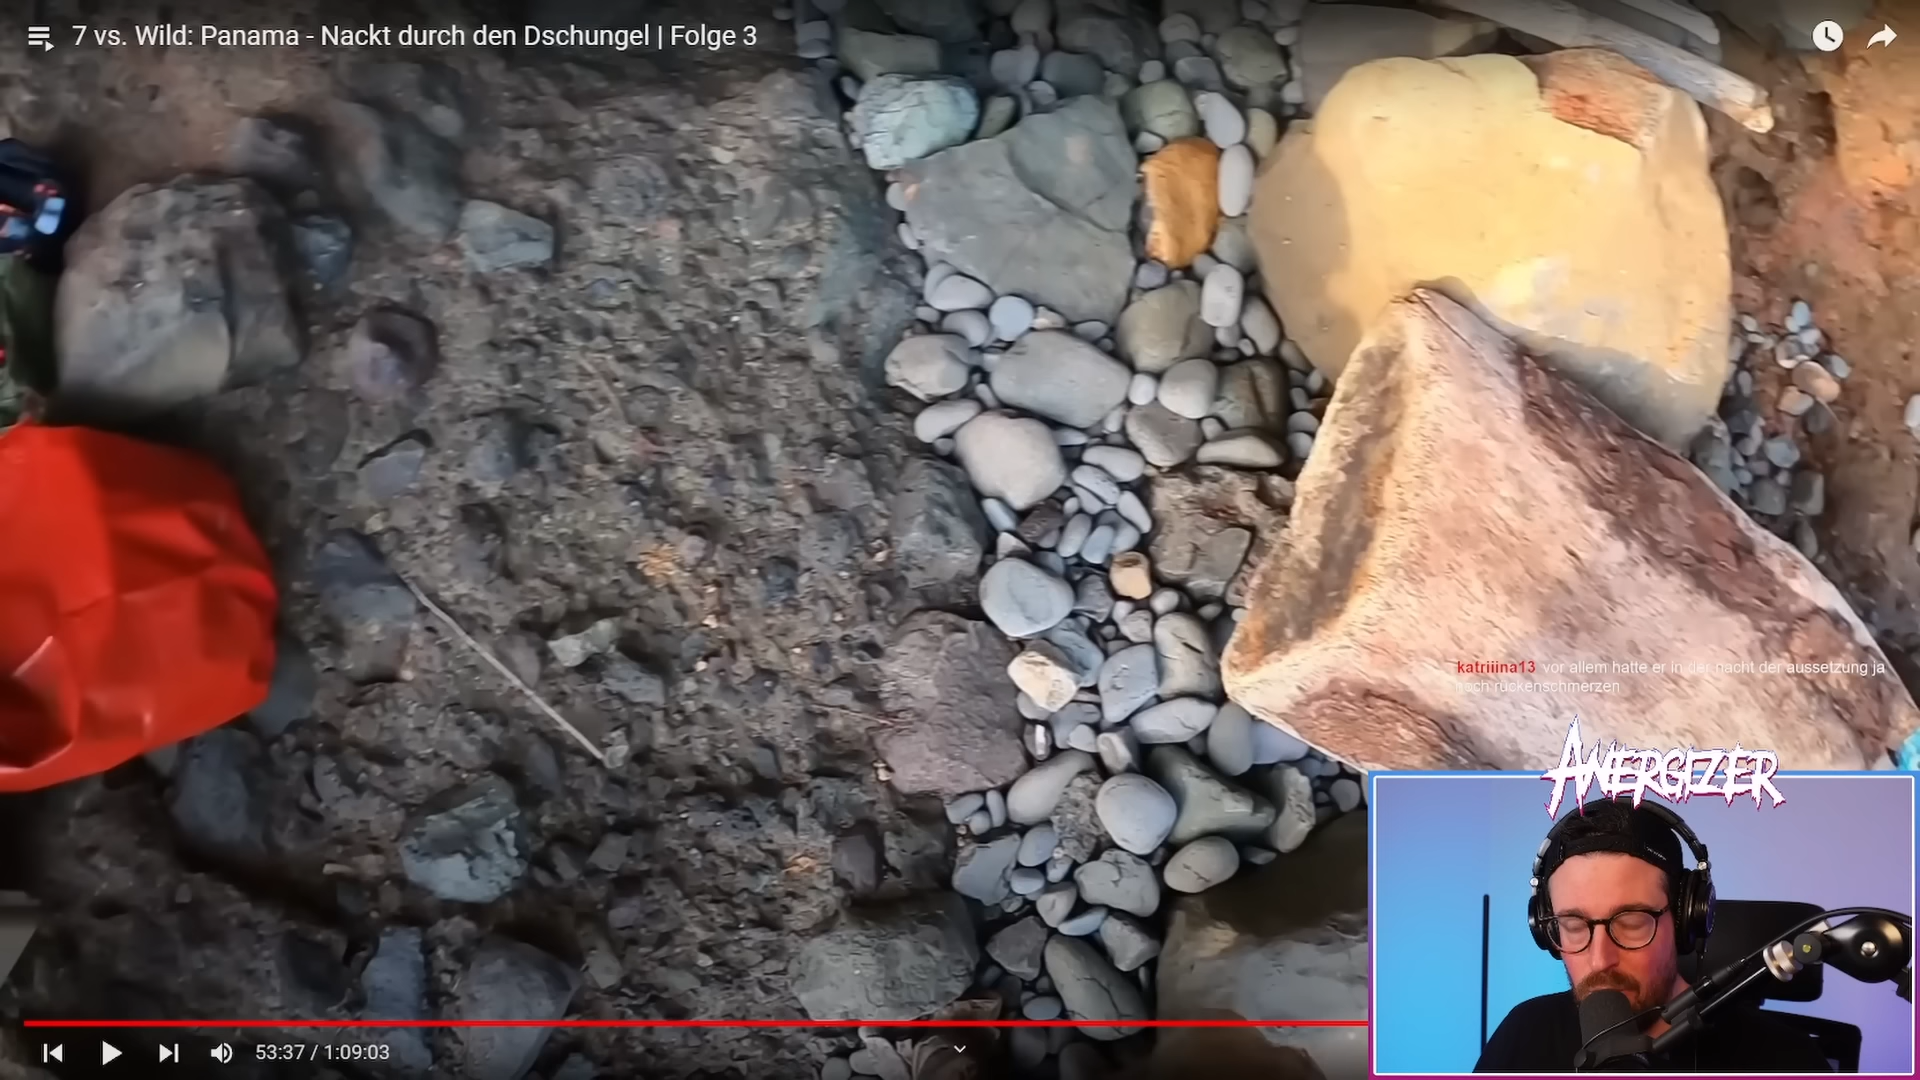 7 vs. Wild: Panama - Nackt durch den Dschungel | Folge 3
katriiina13 vor allem hatte er in der nacht der aussetzung ja
noch rückenschmerzen
AWERGIZER
53:37 / 1:09:03